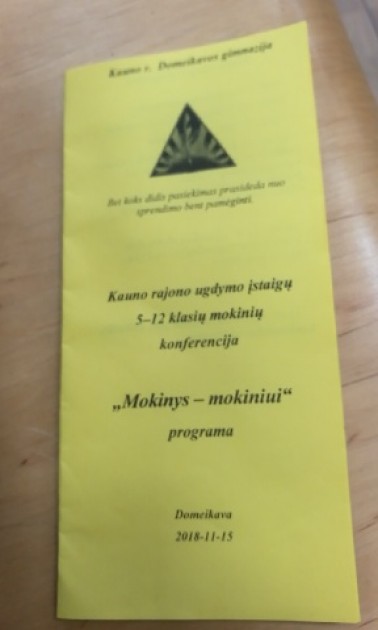 Kauno r. Domeikavos gimnazija
Bet koks didis pasiekimas prasideda nuo
sprendimo bent pamėginti.
Kauno rajono ugdymo įstaigų
5–12 klasių mokinių
konferencija
„Mokinys – mokiniui“
programa
Domeikava
2018-11-15